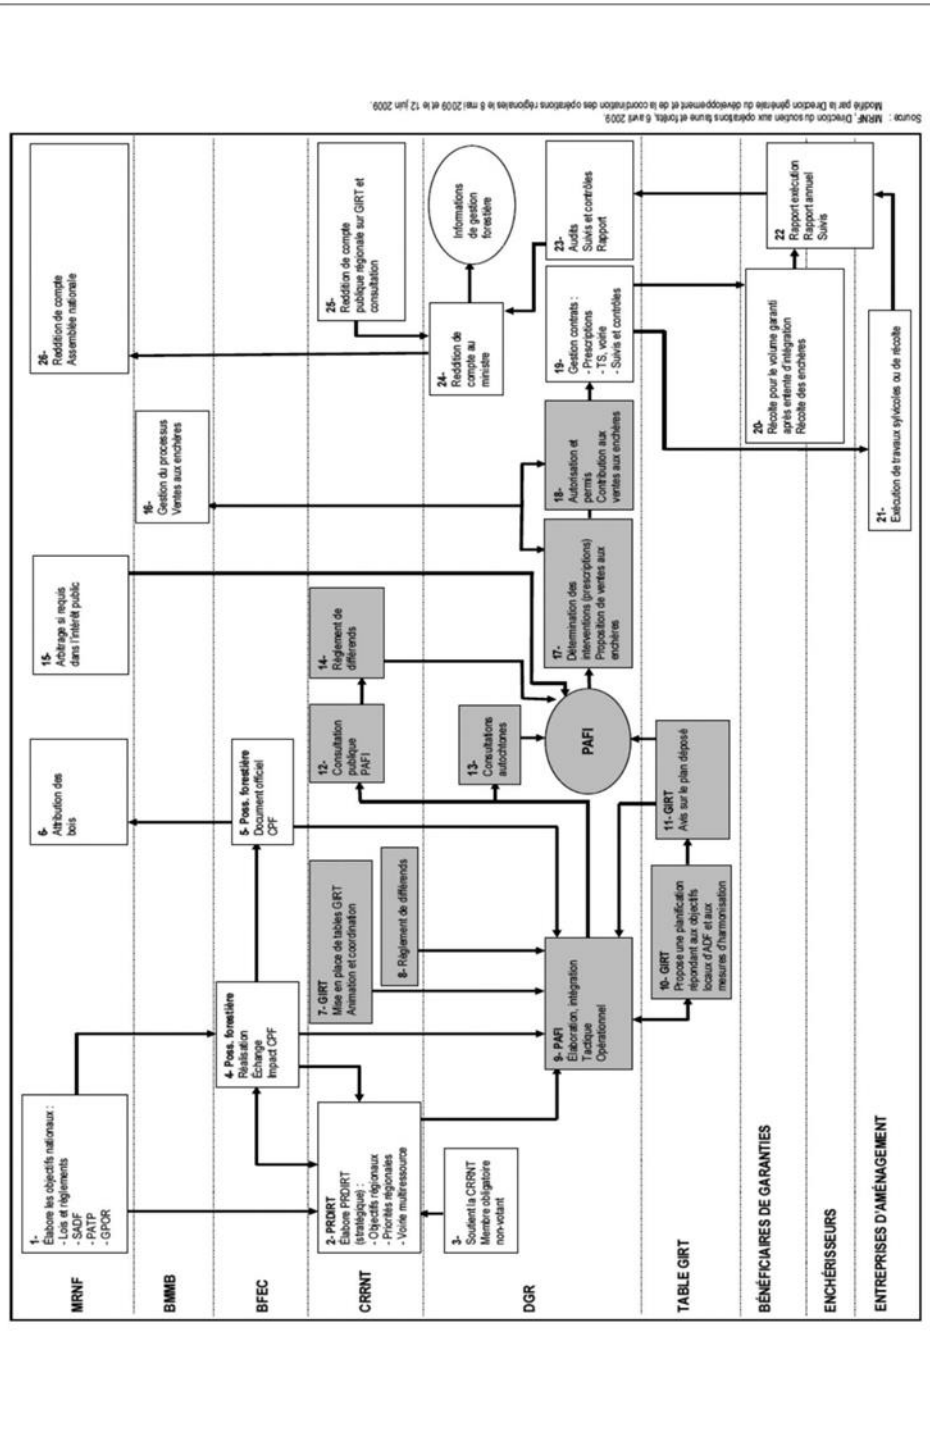 MRNF
1-
Élabore les objectifs nationaux :
- Lois et règlements
- SADF
- PATP
- GPOR
6-
Attribution des
bois
15-
Arbitrage si requis
dans l'intérêt public
26-
Reddition de compte
Assemblée nationale
BMMB
16-
Gestion du processus
Ventes aux enchères
BFEC
4- Poss. forestière
Réalisation
Échange
Impact CPF
5- Poss. forestière
Document officiel
CPF
CRRNT
2- PRDIRT
Élabore PRDIRT
(stratégique) :
- Objectifs régionaux
- Priorités régionales
- Voirie multiressource
7- GIRT
Mise en place de tables GIRT
Animation et coordination
8- Règlement de différends
12-
Consultation
publique
PAFI
14-
Règlement de
différends
25-
Reddition de compte
publique régionale sur GIRT et
consultation
DGR
3-
Soutient la CRRNT
Membre obligatoire
non-votant
9- PAFI
Élaboration, intégration
Tactique
Opérationnel
13-
Consultations
autochtones
PAFI
17-
Détermination des
interventions (prescriptions)
Proposition de ventes aux
enchères
18-
Autorisation et
permis
Contribution aux
ventes aux enchères
19-
Gestion contrats :
- Prescriptions
- TS, voirie
- Suivis et contrôles
24-
Reddition de
compte au
ministre
Informations
de gestion
forestière
23-
Audits
Suivis et contrôles
Rapport
TABLE GIRT
10- GIRT
Propose une planification
répondant aux objectifs
locaux d'ADF et aux
mesures d'harmonisation
11- GIRT
Avis sur le plan déposé
BÉNÉFICIAIRES DE GARANTIES
20-
Récolte pour le volume garanti
après entente d'intégration
Récolte des enchères
22
Rapport exécution
Rapport annuel
Suivis
ENCHÉRISSEURS
ENTREPRISES D'AMÉNAGEMENT
21-
Exécution de travaux sylvicoles ou de récolte
Source : MRNF, Direction du soutien aux opérations faune et forêts, 6 avril 2009.
Modifié par la Direction générale du développement et de la coordination des opérations régionales le 8 mai 2009 et le 12 juin 2009.